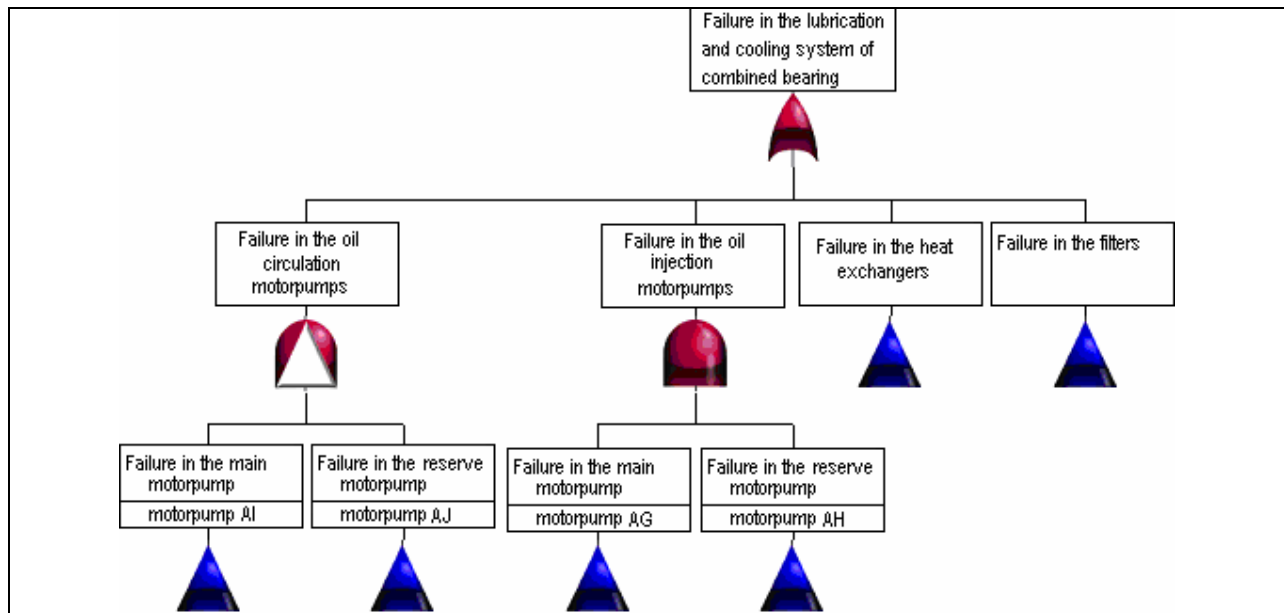 Failure in the lubrication
and cooling system of
combined bearing
Failure in the oil
circulation
motorpumps
Failure in the oil
injection
motorpumps
Failure in the heat
exchangers
Failure in the filters
Failure in the main
motorpump
motorpump AI
Failure in the reserve
motorpump
motorpump AJ
Failure in the main
motorpump
motorpump AG
Failure in the reserve
motorpump
motorpump AH